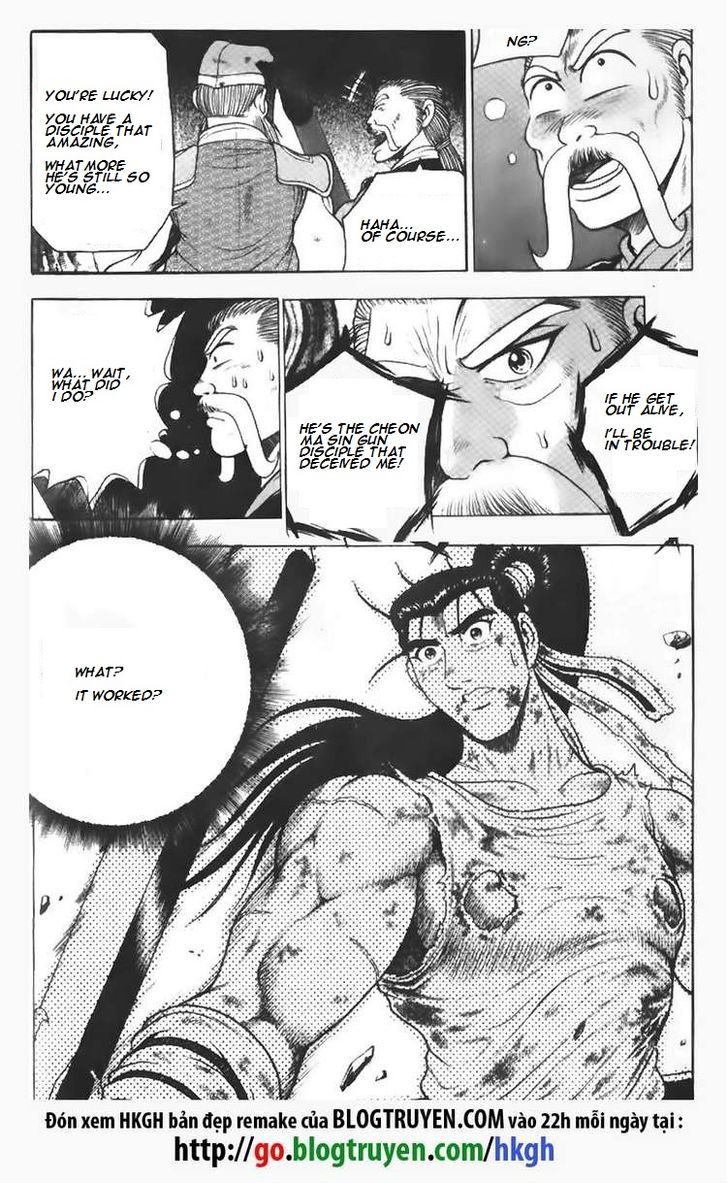 YOU'RE LUCKY!
YOU HAVE A
DISCIPLE THAT
AMAZING,
WHAT MORE
HE'S STILL SO
YOUNG...
HAHA...
OF COURSE...
NG?
WA... WAIT,
WHAT DID
I DO?
HE'S THE CHEON
MA SIN GUN
DISCIPLE THAT
DECEIVED ME!
IF HE GET
OUT ALIVE,
I'LL BE
IN TROUBLE!
WHAT?
IT WORKED?
Đón xem HKGH bản đẹp remake của BLOGTRUYEN.COM vào 22h mỗi ngày tại :
http://go.blogtruyen.com/hkgh